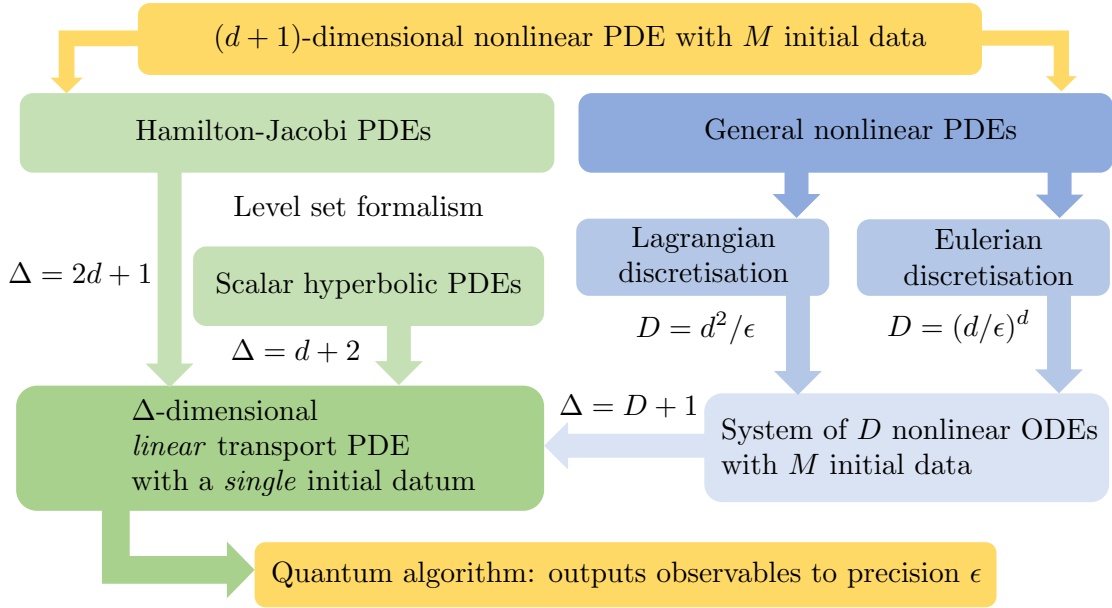 (d + 1)-dimensional nonlinear PDE with M initial data
Hamilton-Jacobi PDEs
General nonlinear PDEs
Level set formalism
Δ = 2d + 1
Scalar hyperbolic PDEs
Δ = d + 2
Lagrangian
discretisation
Eulerian
discretisation
D = d²/ϵ
D = (d/ϵ)ᵈ
Δ-dimensional
linear transport PDE
with a single initial datum
Δ = D + 1
System of D nonlinear ODEs
with M initial data
Quantum algorithm: outputs observables to precision ϵ